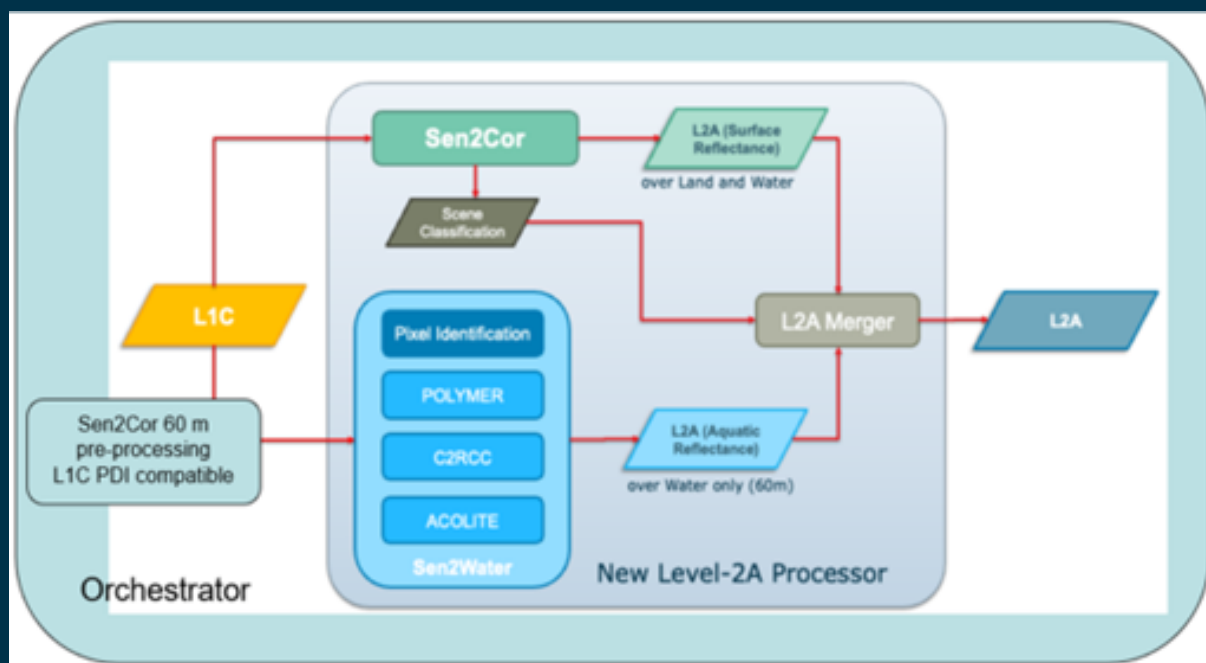 Sen2Cor
L2A (Surface
Reflectance)
over Land and Water
Scene
Classification
L1C
Pixel Identification
L2A Merger
L2A
POLYMER
Sen2Cor 60 m
pre-processing
L1C PDI compatible
C2RCC
L2A (Aquatic
Reflectance)
over Water only (60m)
ACOLITE
Sen2Water
New Level-2A Processor
Orchestrator